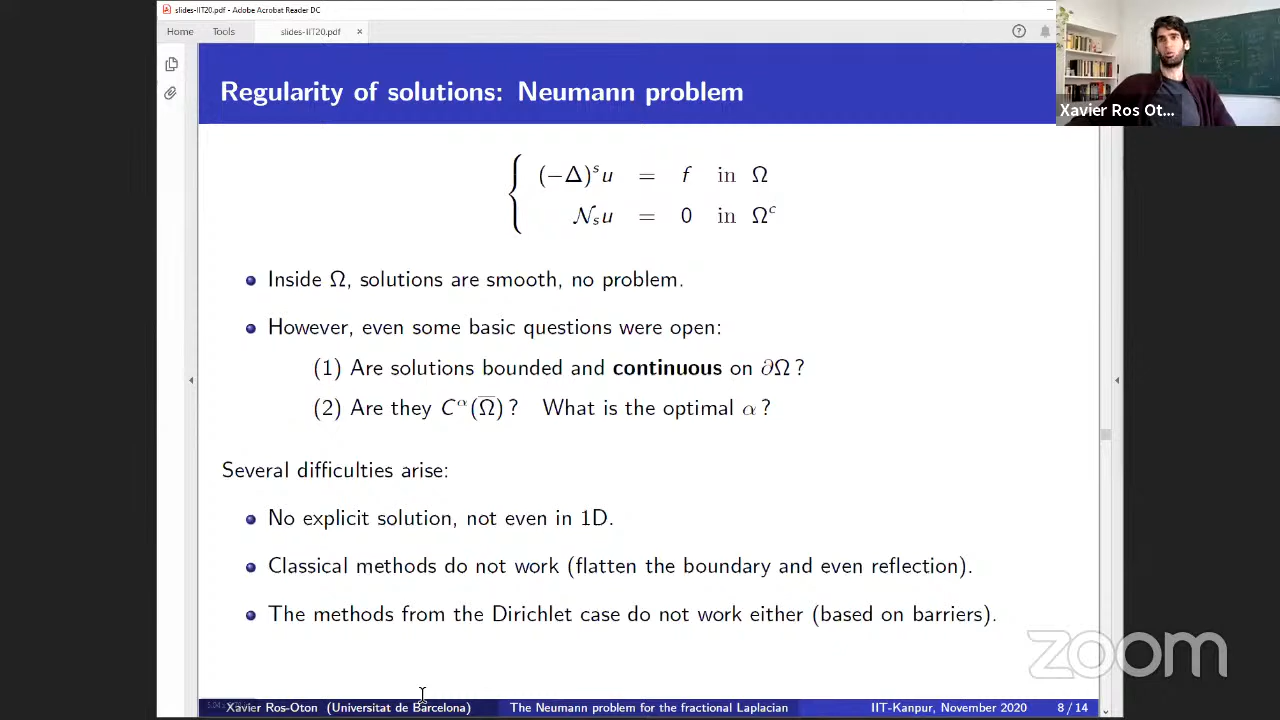 slides-IIT20.pdf - Adobe Acrobat Reader DC
Home Tools slides-IIT20.pdf ×
Regularity of solutions: Neumann problem
Xavier Ros Ot...
(−Δ)ˢu = f in Ω
𝒩ₛu = 0 in Ωᶜ
Inside Ω, solutions are smooth, no problem.
However, even some basic questions were open:
(1) Are solutions bounded and continuous on ∂Ω?
(2) Are they Cᵅ(Ω̅)? What is the optimal α?
Several difficulties arise:
No explicit solution, not even in 1D.
Classical methods do not work (flatten the boundary and even reflection).
The methods from the Dirichlet case do not work either (based on barriers).
zoom
Xavier Ros-Oton (Universitat de Barcelona) The Neumann problem for the fractional Laplacian IIT-Kanpur, November 2020 8 / 14